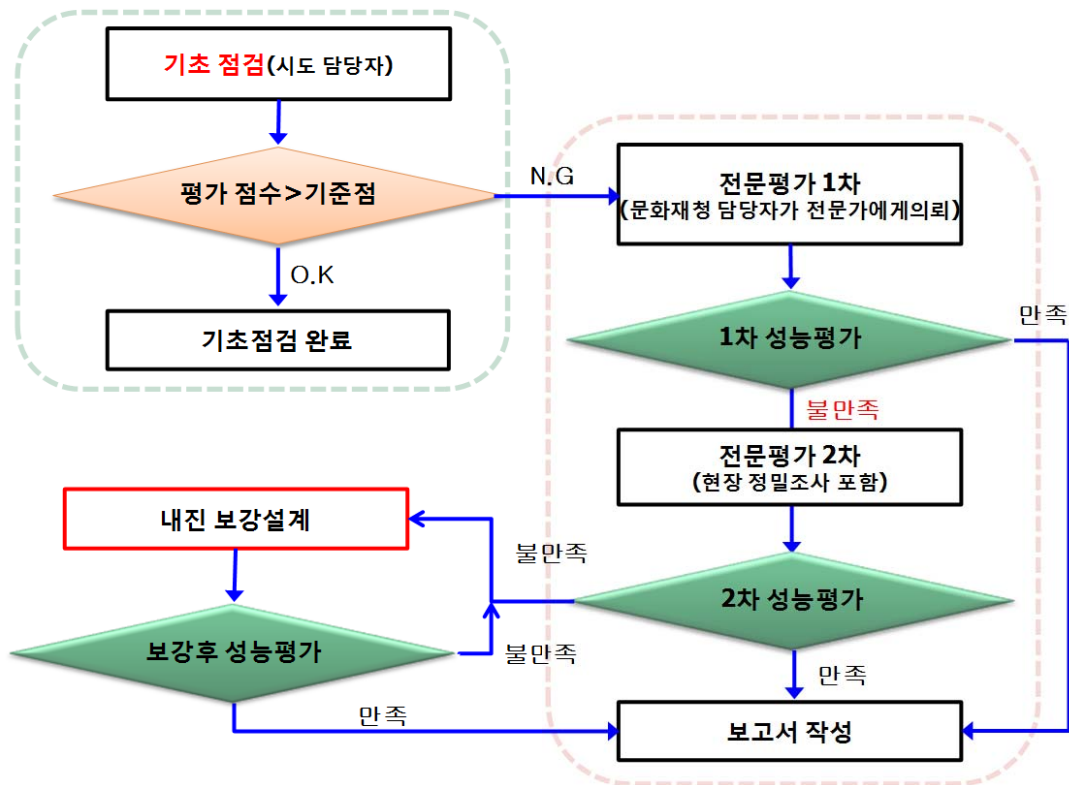 기초 점검(시도 담당자)
평가 점수>기준점
N.G
O.K
기초점검 완료
전문평가 1차
(문화재청 담당자가 전문가에게의뢰)
1차 성능평가
만족
불만족
전문평가 2차
(현장 정밀조사 포함)
2차 성능평가
불만족
내진 보강설계
보강후 성능평가
불만족
만족
만족
보고서 작성